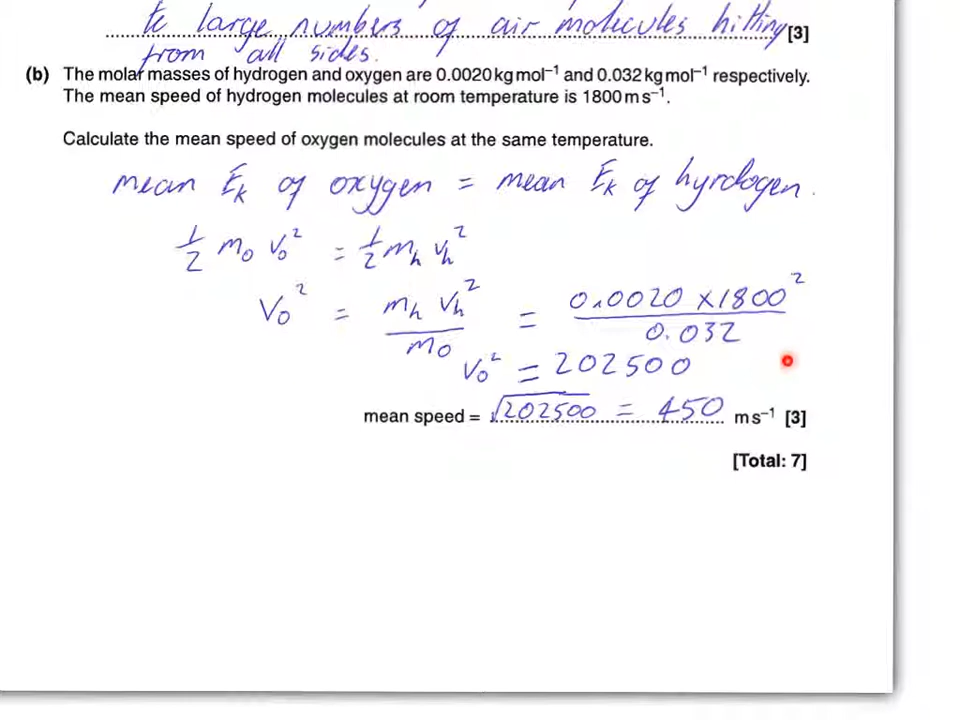 to large numbers of air molecules hitting [3]
from all sides.
(b) The molar masses of hydrogen and oxygen are 0.0020 kg mol⁻¹ and 0.032 kg mol⁻¹ respectively.
The mean speed of hydrogen molecules at room temperature is 1800 m s⁻¹.
Calculate the mean speed of oxygen molecules at the same temperature.
mean Eₖ of oxygen = mean Eₖ of hyrdogen.
½ m₀ v₀² = ½ mₕ vₕ²
v₀² = mₕ vₕ² / m₀ = 0.0020 × 1800² / 0.032
v₀² = 202500
mean speed = √202500 = 450 m s⁻¹ [3]
[Total: 7]